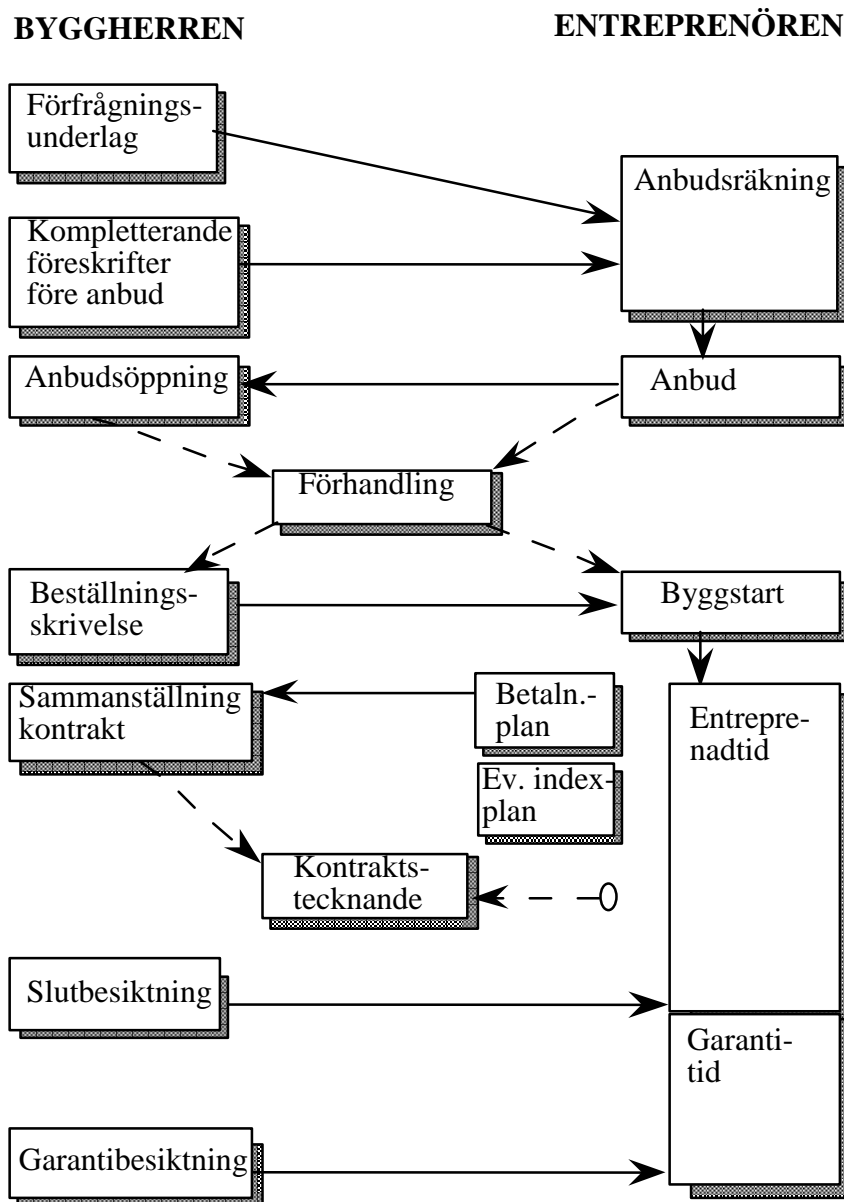 BYGGHERREN
ENTREPRENÖREN
Förfrågnings-
underlag
Anbudsräkning
Kompletterande
föreskrifter
före anbud
Anbudsöppning
Anbud
Förhandling
Beställnings-
skrivelse
Byggstart
Sammanställning
kontrakt
Betaln.-
plan
Entrepre-
nadtid
Ev. index-
plan
Kontrakts-
tecknande
Slutbesiktning
Garanti-
tid
Garantibesiktning